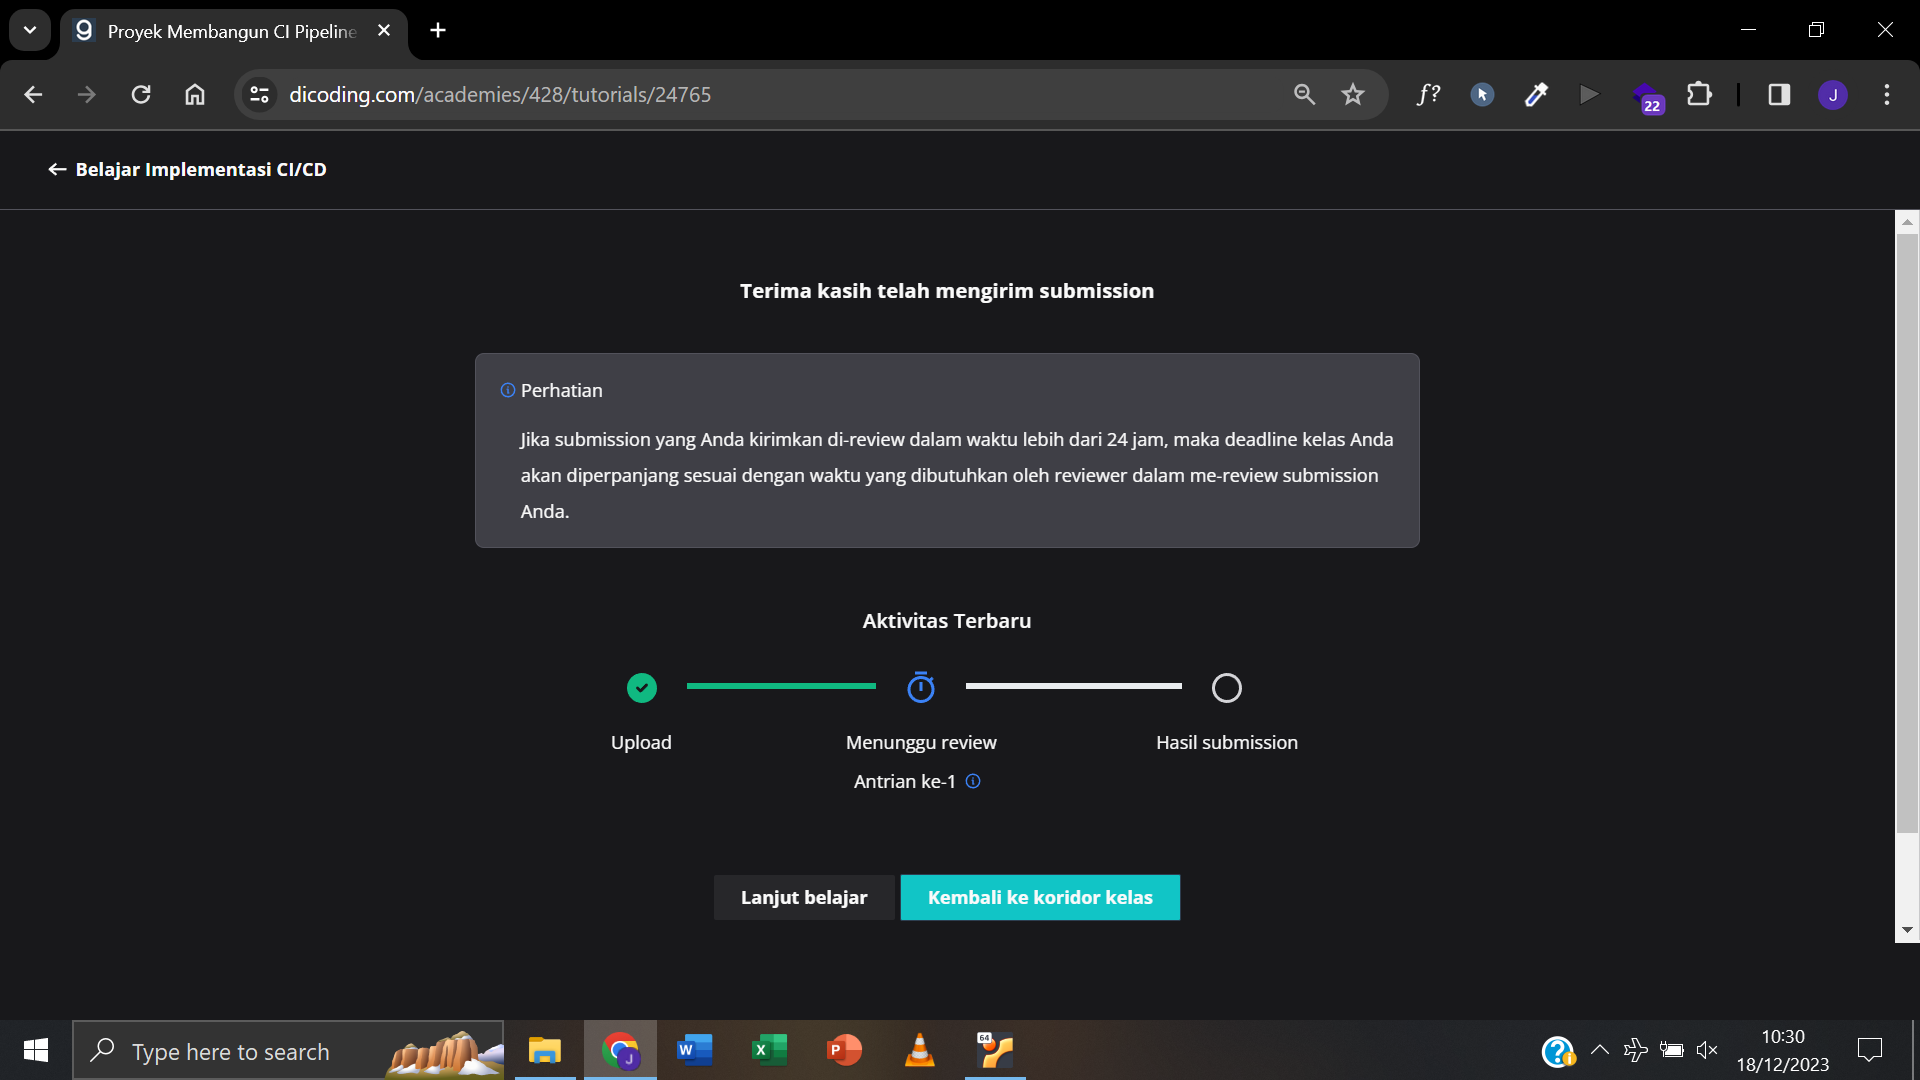 Proyek Membangun CI Pipeline
dicoding.com/academies/428/tutorials/24765
f?
22
J
Belajar Implementasi CI/CD
Terima kasih telah mengirim submission
Perhatian
Jika submission yang Anda kirimkan di-review dalam waktu lebih dari 24 jam, maka deadline kelas Anda
akan diperpanjang sesuai dengan waktu yang dibutuhkan oleh reviewer dalam me-review submission
Anda.
Aktivitas Terbaru
Upload
Menunggu review
Hasil submission
Antrian ke-1
Lanjut belajar
Kembali ke koridor kelas
Type here to search
J
W
X
P
64
10:30
18/12/2023